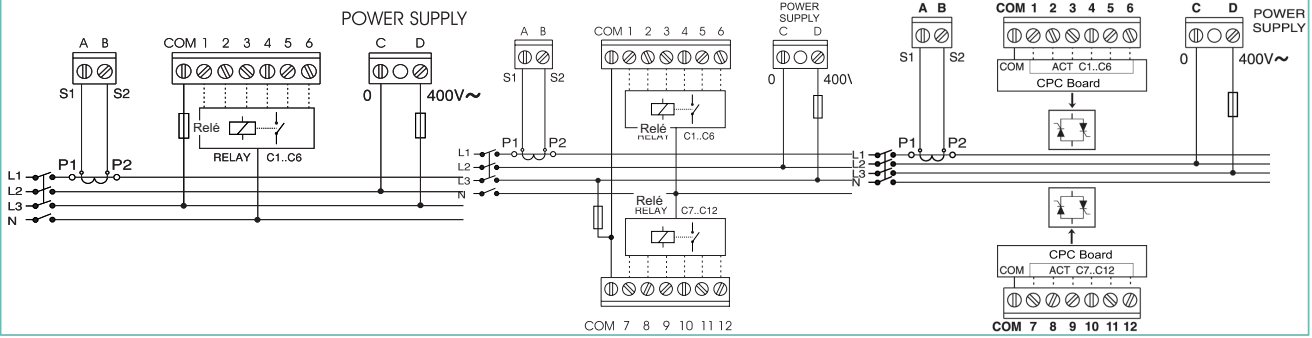 POWER SUPPLY
A B
COM 1 2 3 4 5 6
C D
S1 S2
0 400V~
Relé
RELAY C1..C6
P1 P2
L1
L2
L3
N
POWER
SUPPLY
A B
COM 1 2 3 4 5 6
C D
S1 S2
0 400\
Relé
RELAY C1..C6
P1 P2
L1
L2
L3
N
Relé
RELAY C7..C12
COM 7 8 9 10 11 12
A B
COM 1 2 3 4 5 6
C D
POWER
SUPPLY
S1 S2
0 400V~
COM ACT C1..C6
CPC Board
P1 P2
L1
L2
L3
N
CPC Board
COM ACT C7..C12
COM 7 8 9 10 11 12